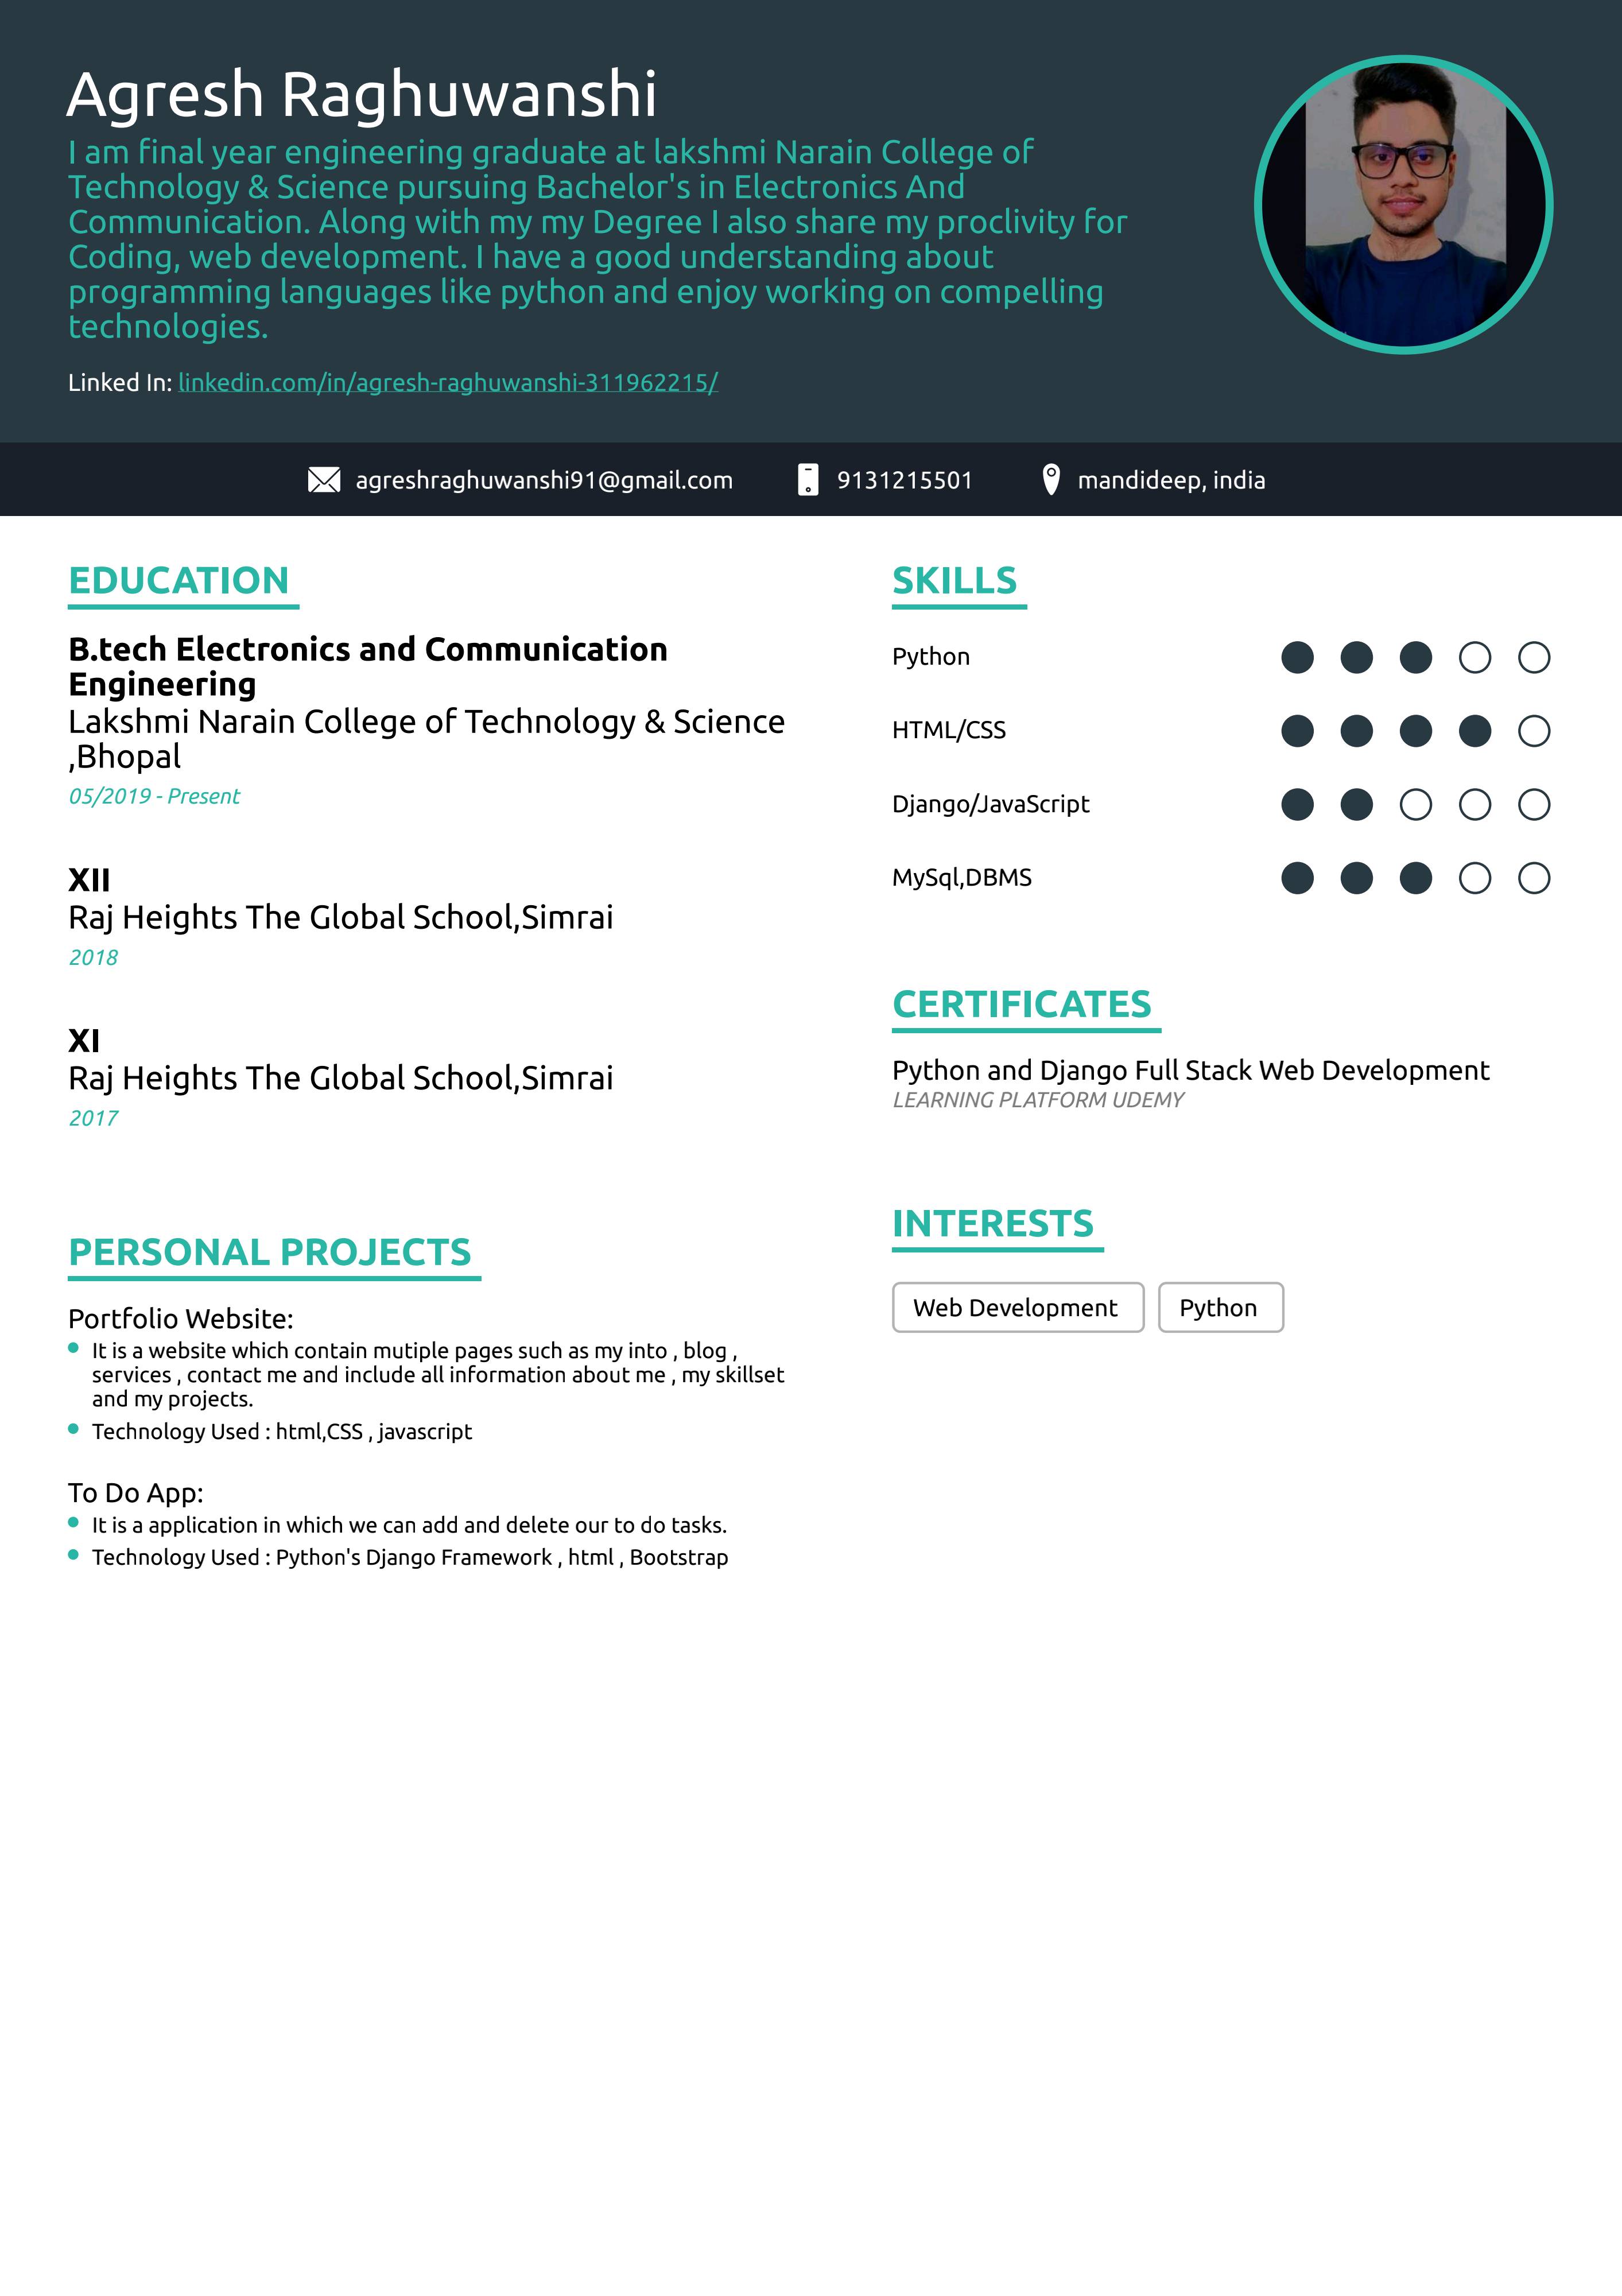 Agresh Raghuwanshi
I am final year engineering graduate at lakshmi Narain College of
Technology & Science pursuing Bachelor's in Electronics And
Communication. Along with my my Degree I also share my proclivity for
Coding, web development. I have a good understanding about
programming languages like python and enjoy working on compelling
technologies.
Linked In: linkedin.com/in/agresh-raghuwanshi-311962215/
agreshraghuwanshi91@gmail.com
9131215501
mandideep, india
EDUCATION
B.tech Electronics and Communication
Engineering
Lakshmi Narain College of Technology & Science
,Bhopal
05/2019 - Present
XII
Raj Heights The Global School,Simrai
2018
XI
Raj Heights The Global School,Simrai
2017
PERSONAL PROJECTS
Portfolio Website:
It is a website which contain mutiple pages such as my into , blog ,
services , contact me and include all information about me , my skillset
and my projects.
Technology Used : html,CSS , javascript
To Do App:
It is a application in which we can add and delete our to do tasks.
Technology Used : Python's Django Framework , html , Bootstrap
SKILLS
Python
HTML/CSS
Django/JavaScript
MySql,DBMS
CERTIFICATES
Python and Django Full Stack Web Development
LEARNING PLATFORM UDEMY
INTERESTS
Web Development
Python